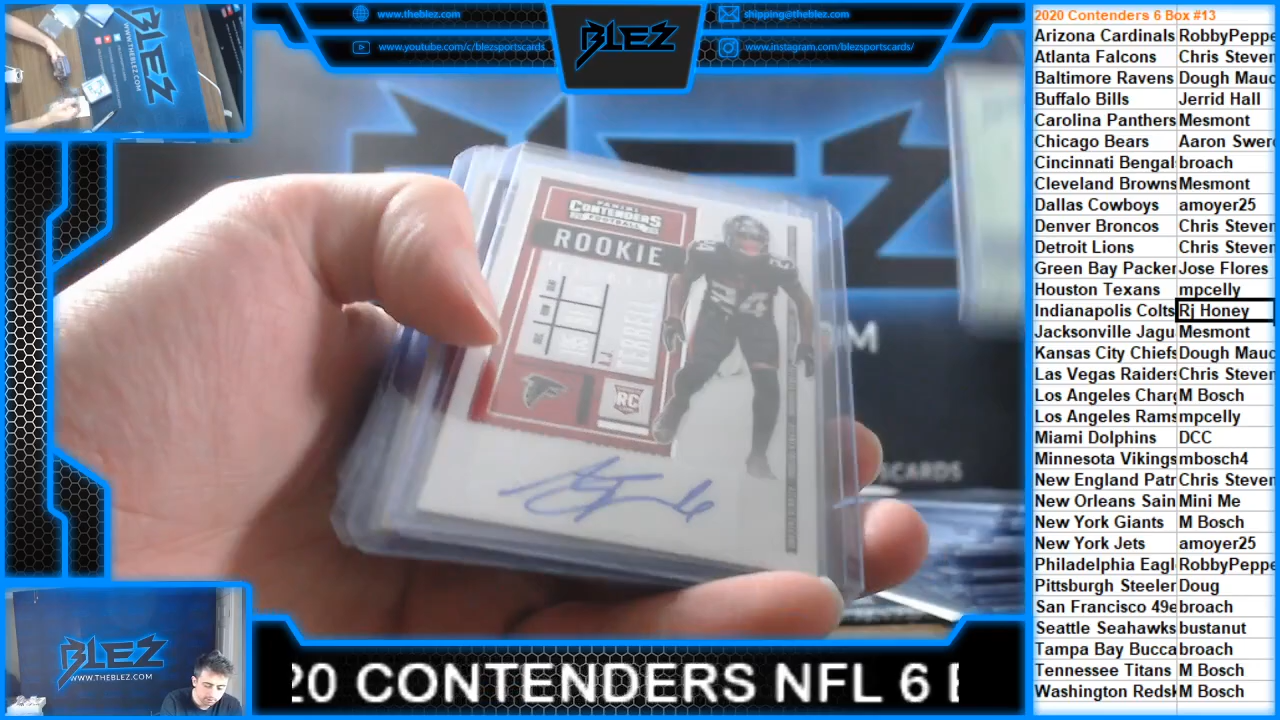 www.theblez.com
www.youtube.com/c/blezsportscards
BLEZ
shipping@theblez.com
www.instagram.com/blezsportscards/
PANINI
CONTENDERS
FOOTBALL
ROOKIE
TERRELL
24
RC
SCARDS
BLEZ
WWW.THEBLEZ.COM
BLEZ
WWW.THEBLEZ.COM
20 CONTENDERS NFL 6
2020 Contenders 6 Box #13
Arizona Cardinals RobbyPeppe
Atlanta Falcons Chris Steven
Baltimore Ravens Dough Mauc
Buffalo Bills Jerrid Hall
Carolina Panthers Mesmont
Chicago Bears Aaron Swer
Cincinnati Bengal broach
Cleveland Browns Mesmont
Dallas Cowboys amoyer25
Denver Broncos Chris Steven
Detroit Lions Chris Steven
Green Bay Packer Jose Flores
Houston Texans mpcelly
Indianapolis Colts Rj Honey
Jacksonville Jagu Mesmont
Kansas City Chiefs Dough Mauc
Las Vegas Raiders Chris Steven
Los Angeles Charg M Bosch
Los Angeles Rams mpcelly
Miami Dolphins DCC
Minnesota Vikings mbosch4
New England Patr Chris Steven
New Orleans Sain Mini Me
New York Giants M Bosch
New York Jets amoyer25
Philadelphia Eagl RobbyPeppe
Pittsburgh Steeler Doug
San Francisco 49e broach
Seattle Seahawks bustanut
Tampa Bay Bucca broach
Tennessee Titans M Bosch
Washington Redsk M Bosch